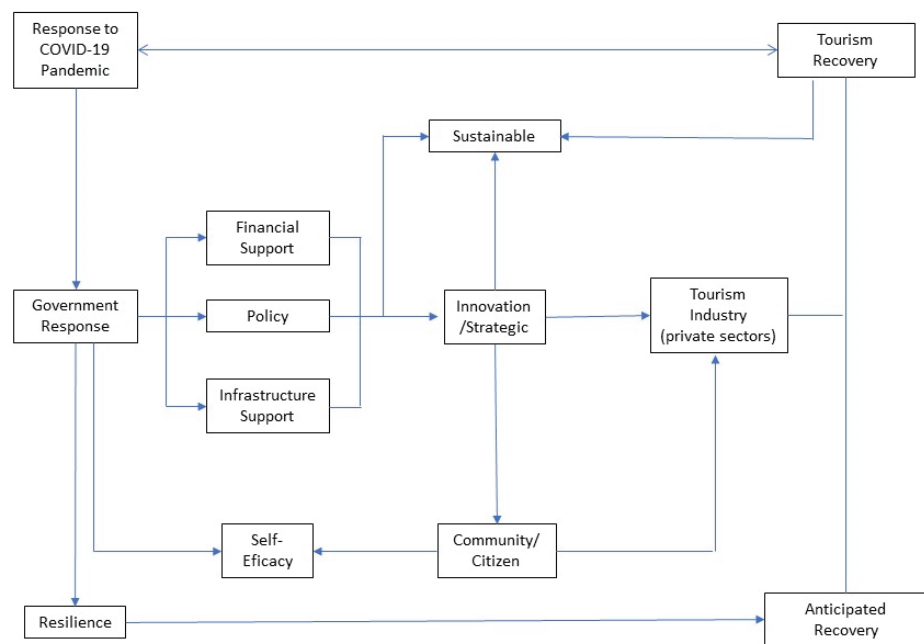 Response to
COVID-19
Pandemic
Tourism
Recovery
Sustainable
Financial
Support
Government
Response
Policy
Innovation
/Strategic
Tourism
Industry
(private sectors)
Infrastructure
Support
Self-
Eficacy
Community/
Citizen
Resilience
Anticipated
Recovery